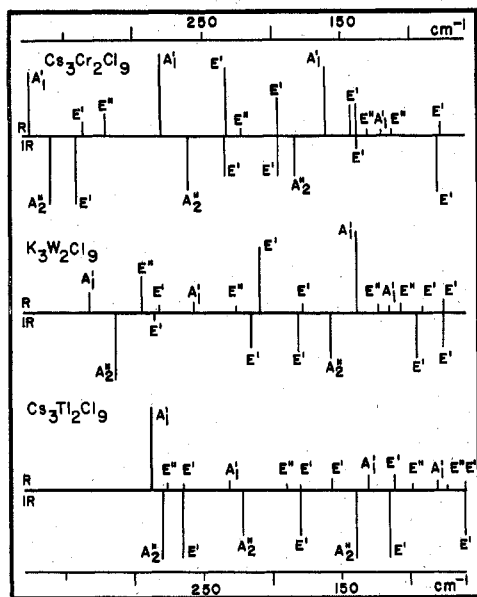 250 150 cm⁻¹
Cs₃Cr₂Cl₉
A₁' E' E" A₁' E' E" E' A₁' E' E' E" A₁' E" E'
R
IR
A₂" E' A₂" E' E' A₂" E' E'
K₃W₂Cl₉
A₁' E" E' A₁' E" E' E' A₁' E" A₁' E" E' E'
R
IR
A₂" E' E' E' A₂" E' E'
Cs₃Tl₂Cl₉
A₁' E" E' A₁' E" E' E' A₁' E' E" A₁' E" E'
R
IR
A₂" E' A₂" E' A₂" E' E'
250 150 cm⁻¹